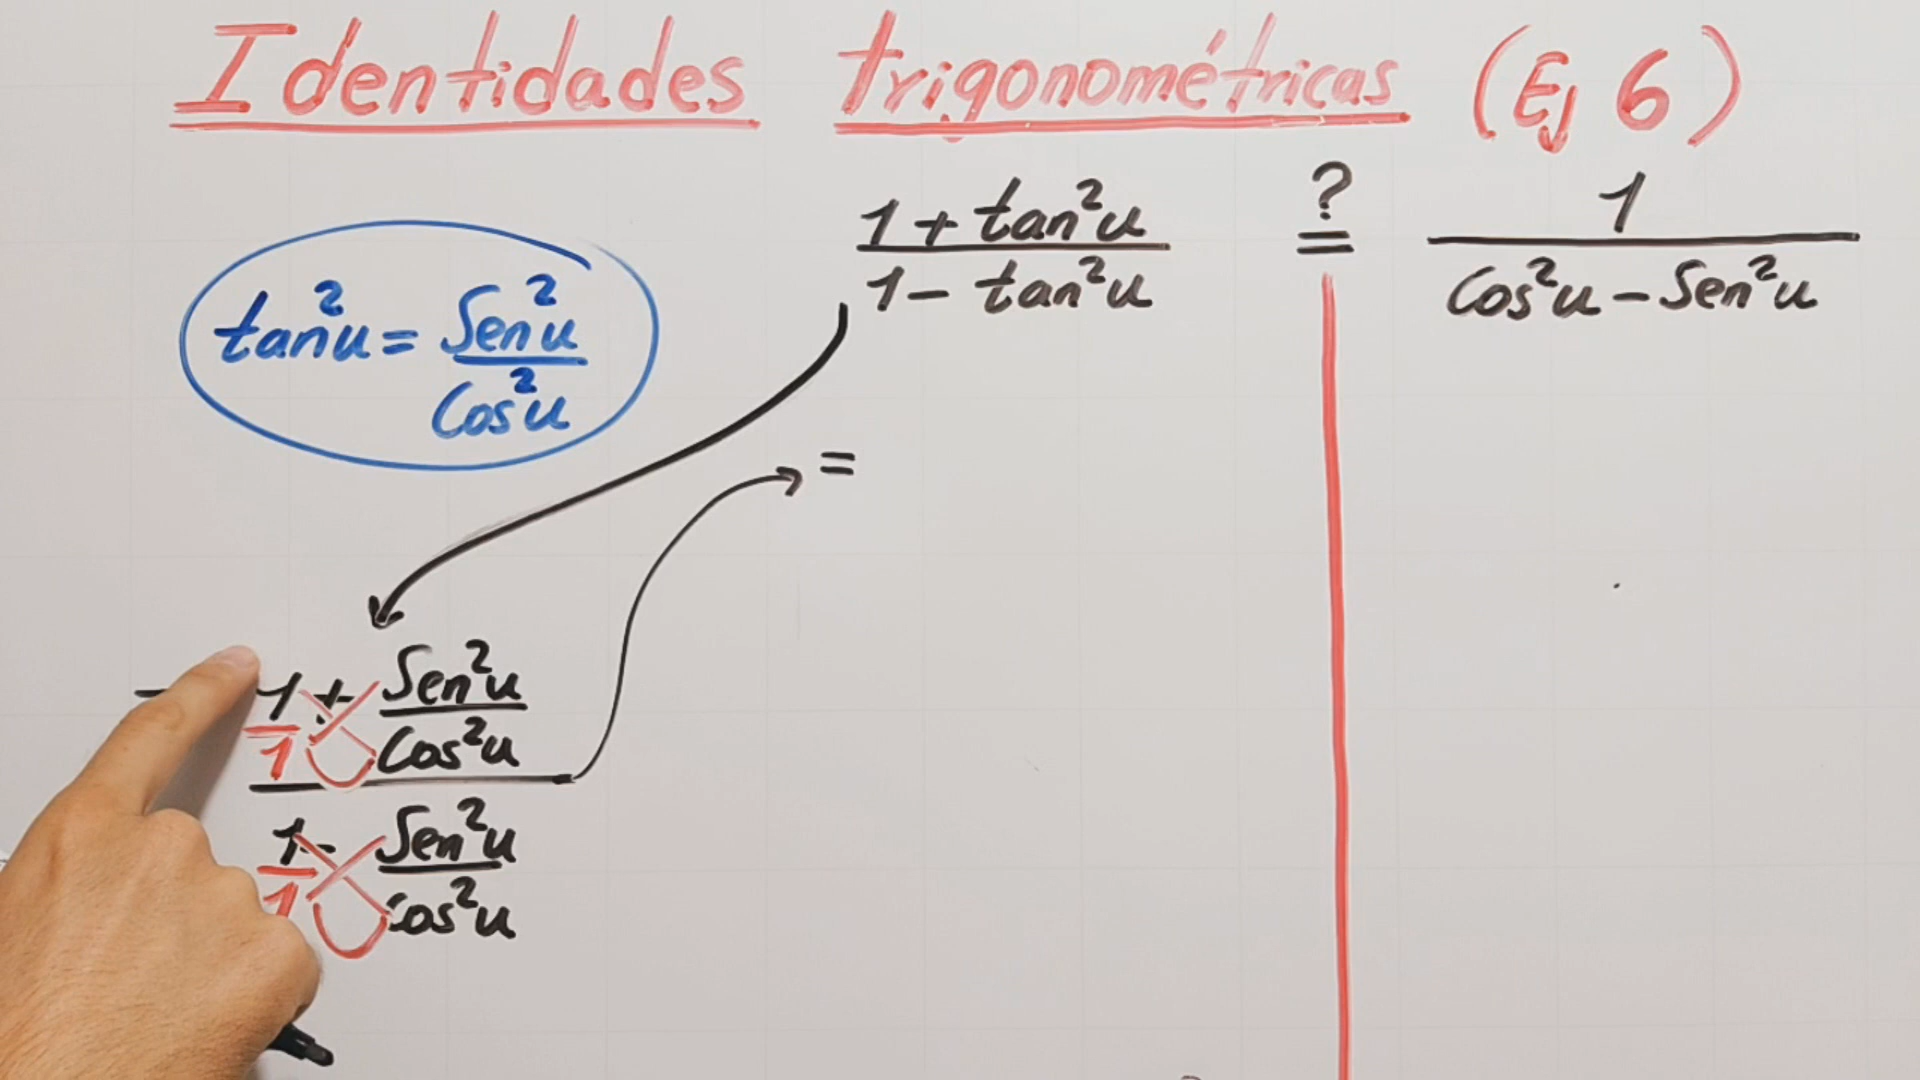 Identidades trigonométricas (Ej 6)
1 + tan²u / 1 - tan²u ?= 1 / Cos²u - Sen²u
tan²u = Sen²u / Cos²u
=
1/1 + Sen²u / Cos²u
1/1 - Sen²u / Cos²u